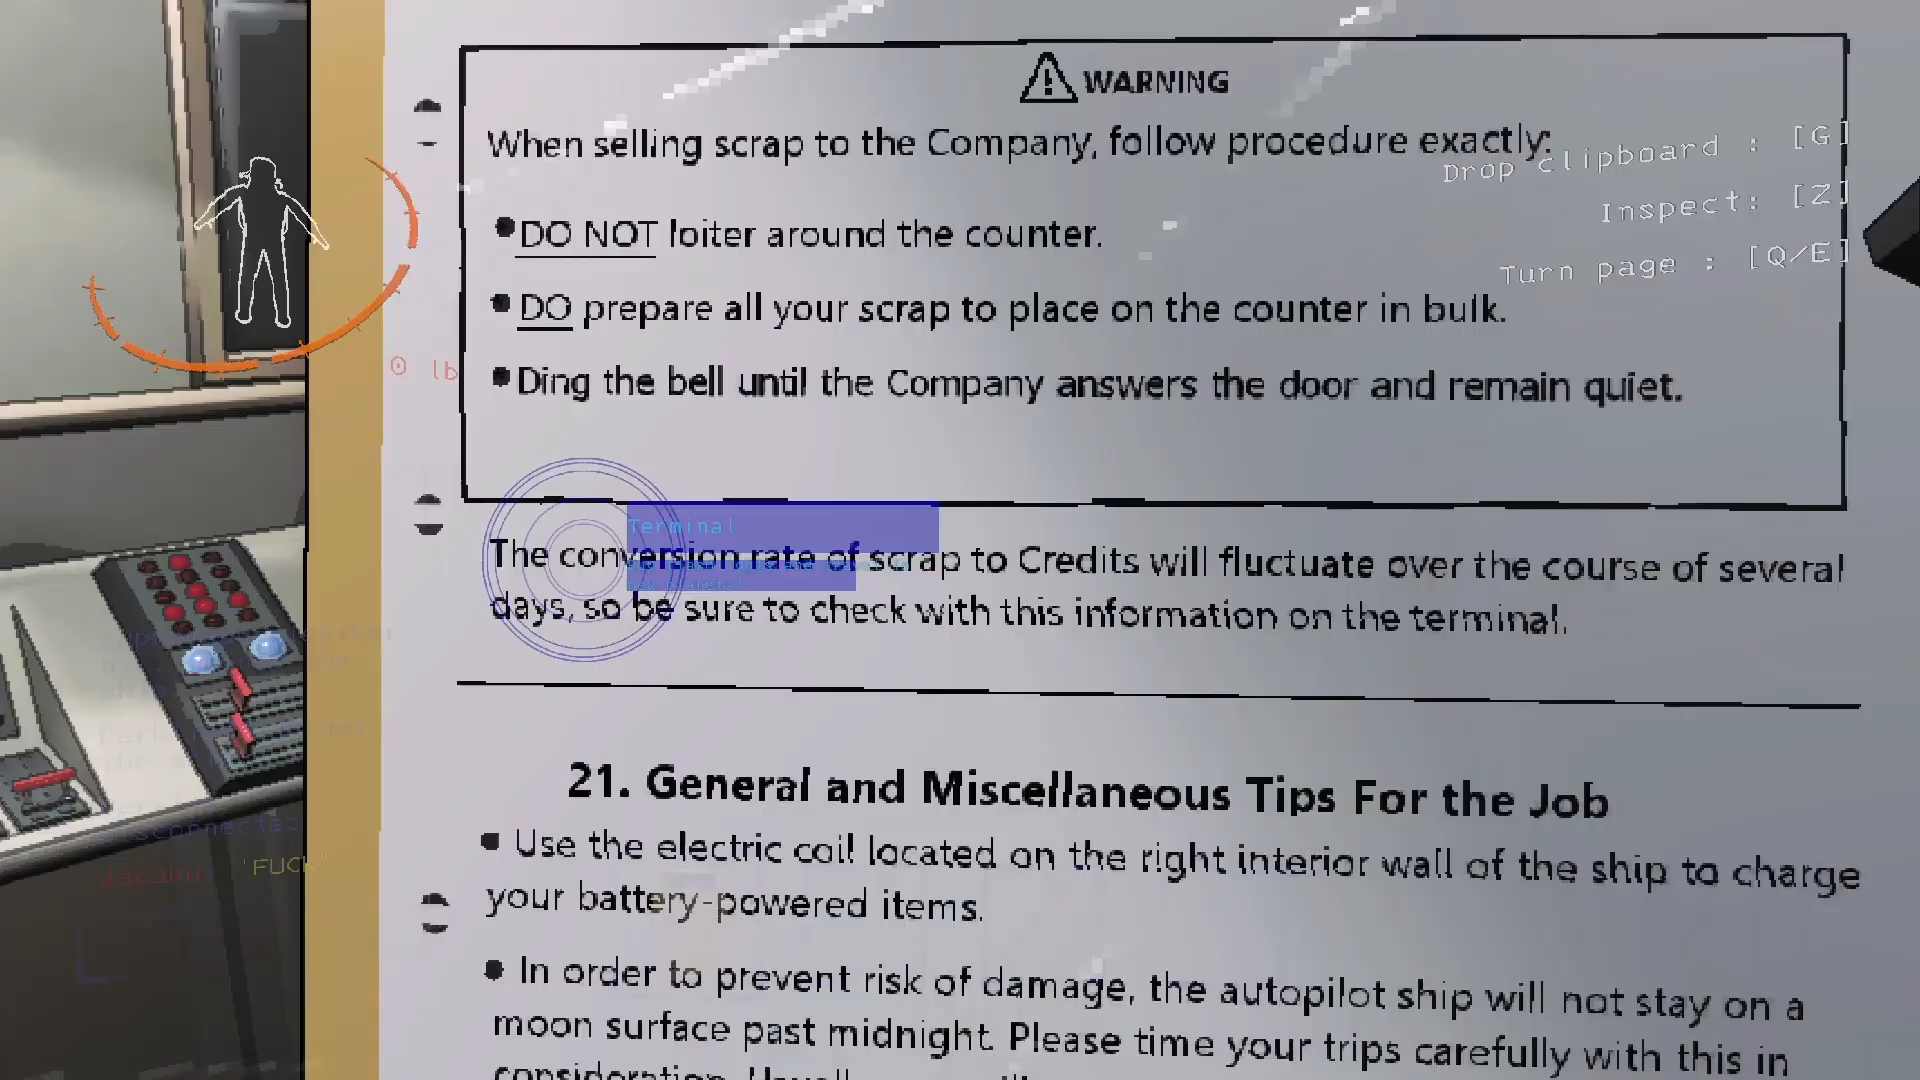 WARNING
When selling scrap to the Company, follow procedure exactly:
Drop clipboard : [G]
Inspect: [Z]
Turn page : [Q/E]
DO NOT loiter around the counter.
DO prepare all your scrap to place on the counter in bulk.
Ding the bell until the Company answers the door and remain quiet.
0 lb
Terminal
The conversion rate of scrap to Credits will fluctuate over the course of several
days, so be sure to check with this information on the terminal.
21. General and Miscellaneous Tips For the Job
Use the electric coil located on the right interior wall of the ship to charge
your battery-powered items.
In order to prevent risk of damage, the autopilot ship will not stay on a
moon surface past midnight. Please time your trips carefully with this in
disconnected
'FUCK'